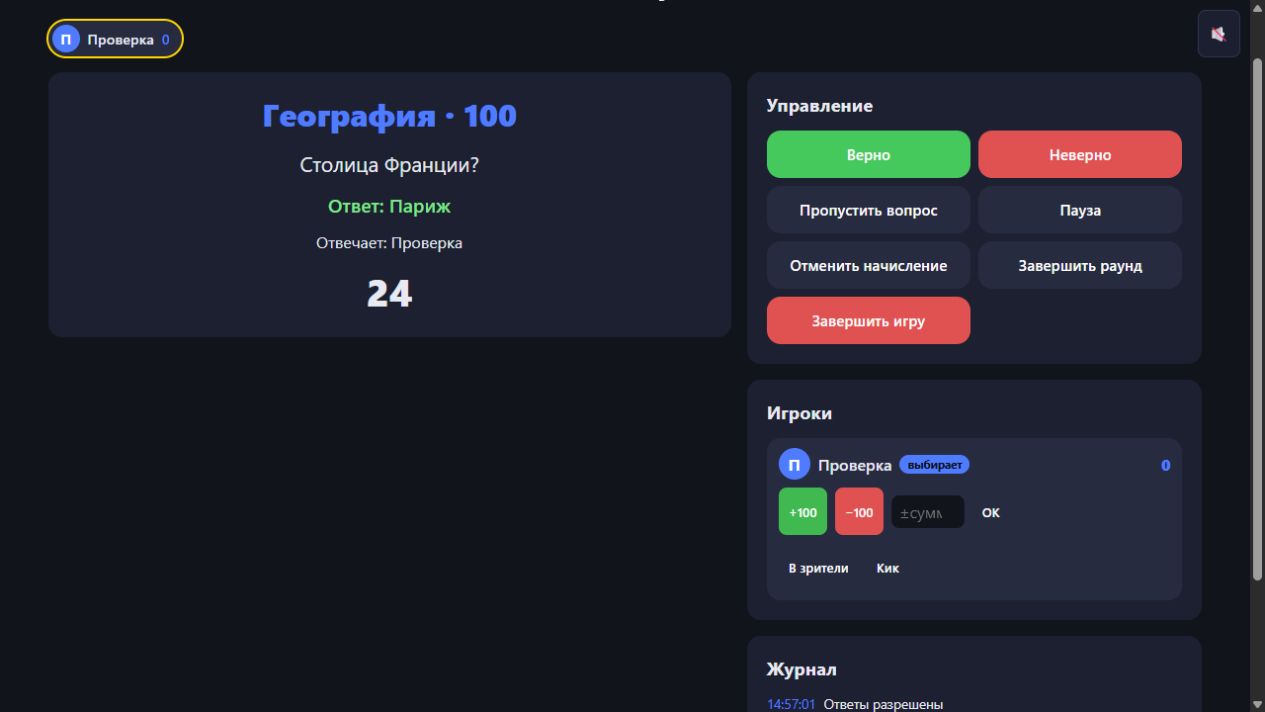 П Проверка 0
География · 100
Столица Франции?
Ответ: Париж
Отвечает: Проверка
24
Управление
Верно Неверно
Пропустить вопрос Пауза
Отменить начисление Завершить раунд
Завершить игру
Игроки
П Проверка выбирает 0
+100 −100 ±сумм ОК
В зрители Кик
Журнал
14:57:01 Ответы разрешены